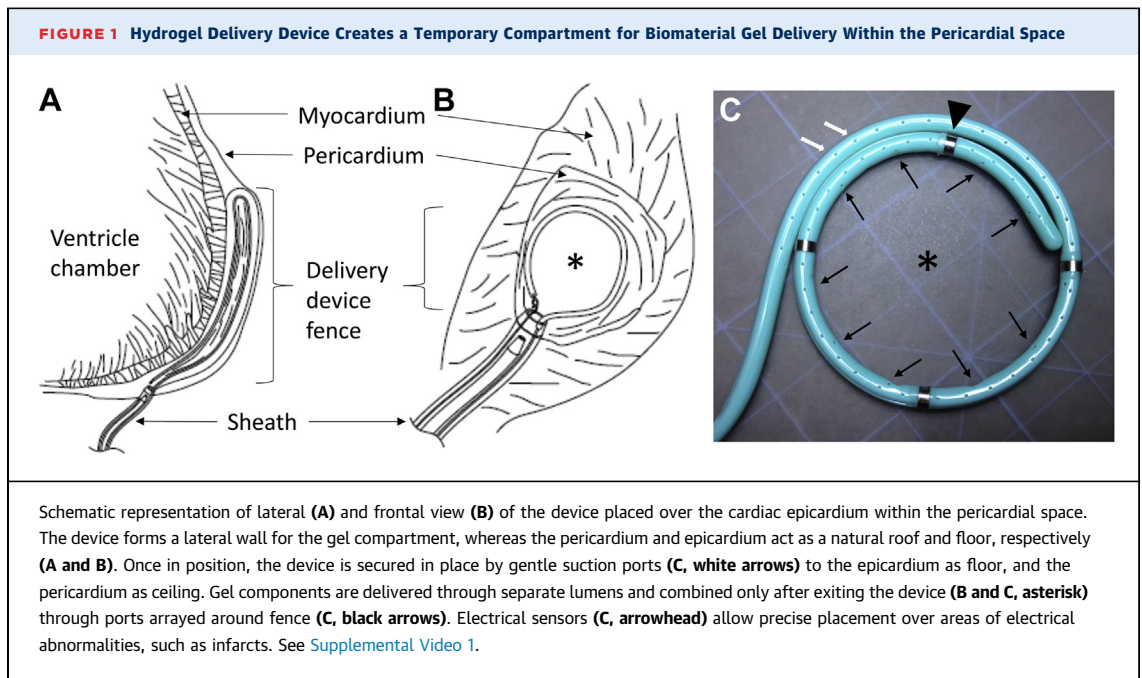 FIGURE 1 Hydrogel Delivery Device Creates a Temporary Compartment for Biomaterial Gel Delivery Within the Pericardial Space
A
B
C
Myocardium
Pericardium
Ventricle
chamber
Delivery
device
fence
*
*
Sheath
Schematic representation of lateral (A) and frontal view (B) of the device placed over the cardiac epicardium within the pericardial space.
The device forms a lateral wall for the gel compartment, whereas the pericardium and epicardium act as a natural roof and floor, respectively
(A and B). Once in position, the device is secured in place by gentle suction ports (C, white arrows) to the epicardium as floor, and the
pericardium as ceiling. Gel components are delivered through separate lumens and combined only after exiting the device (B and C, asterisk)
through ports arrayed around fence (C, black arrows). Electrical sensors (C, arrowhead) allow precise placement over areas of electrical
abnormalities, such as infarcts. See Supplemental Video 1.